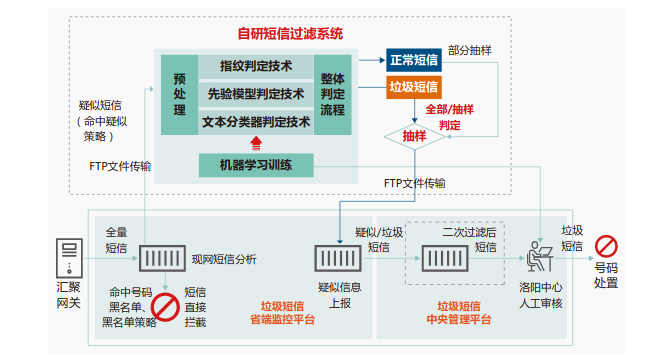 自研短信过滤系统
预
处
理
指纹判定技术
先验模型判定技术
文本分类器判定技术
整体
判定
流程
机器学习训练
正常短信
垃圾短信
部分抽样
全部/抽样
判定
抽样
疑似短信
（命中疑似
策略）
FTP文件传输
FTP文件传输
全量
短信
汇聚
网关
现网短信分析
命中号码
黑名单、
黑名单策略
短信
直接
拦截
垃圾短信
省端监控平台
疑似信息
上报
疑似/垃圾
短信
二次过滤后
短信
垃圾短信
中央管理平台
洛阳中心
人工审核
垃圾
短信
号码
处置